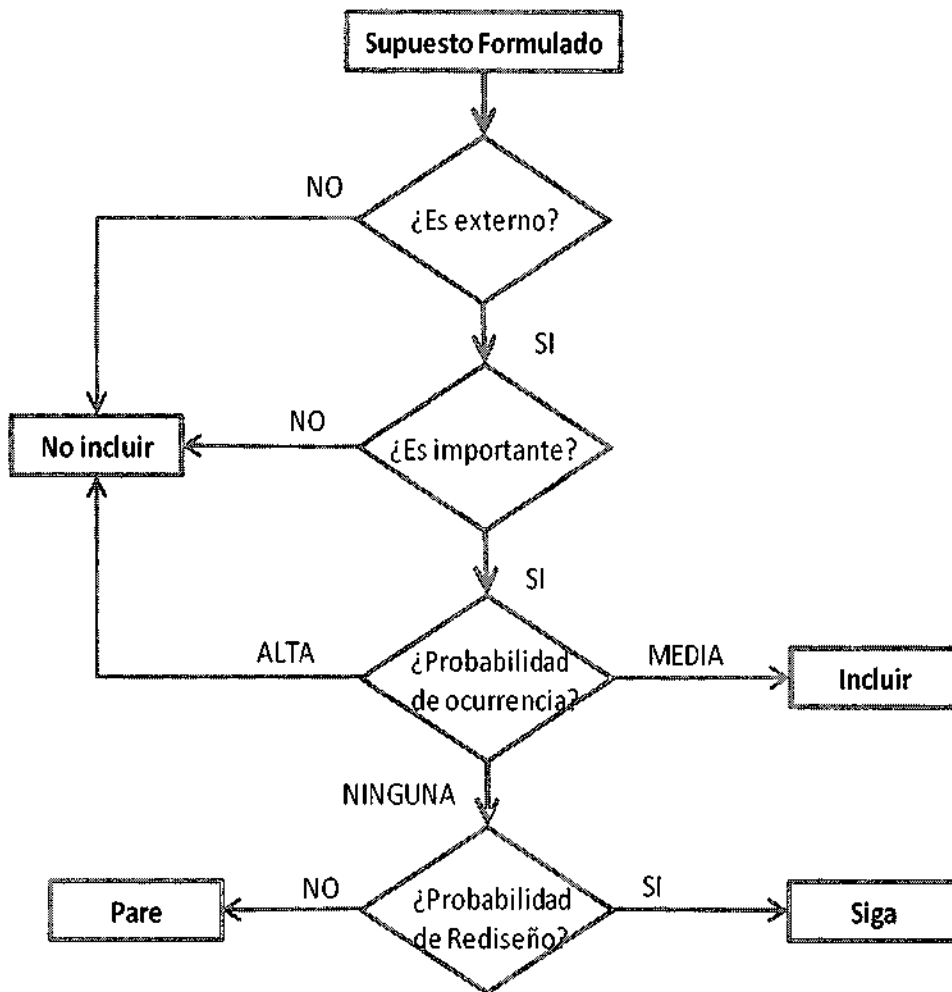 Supuesto Formulado
NO
¿Es externo?
SI
No incluir
NO
¿Es importante?
SI
ALTA
¿Probabilidad
de ocurrencia?
MEDIA
Incluir
NINGUNA
Pare
NO
¿Probabilidad
de Rediseño?
SI
Siga